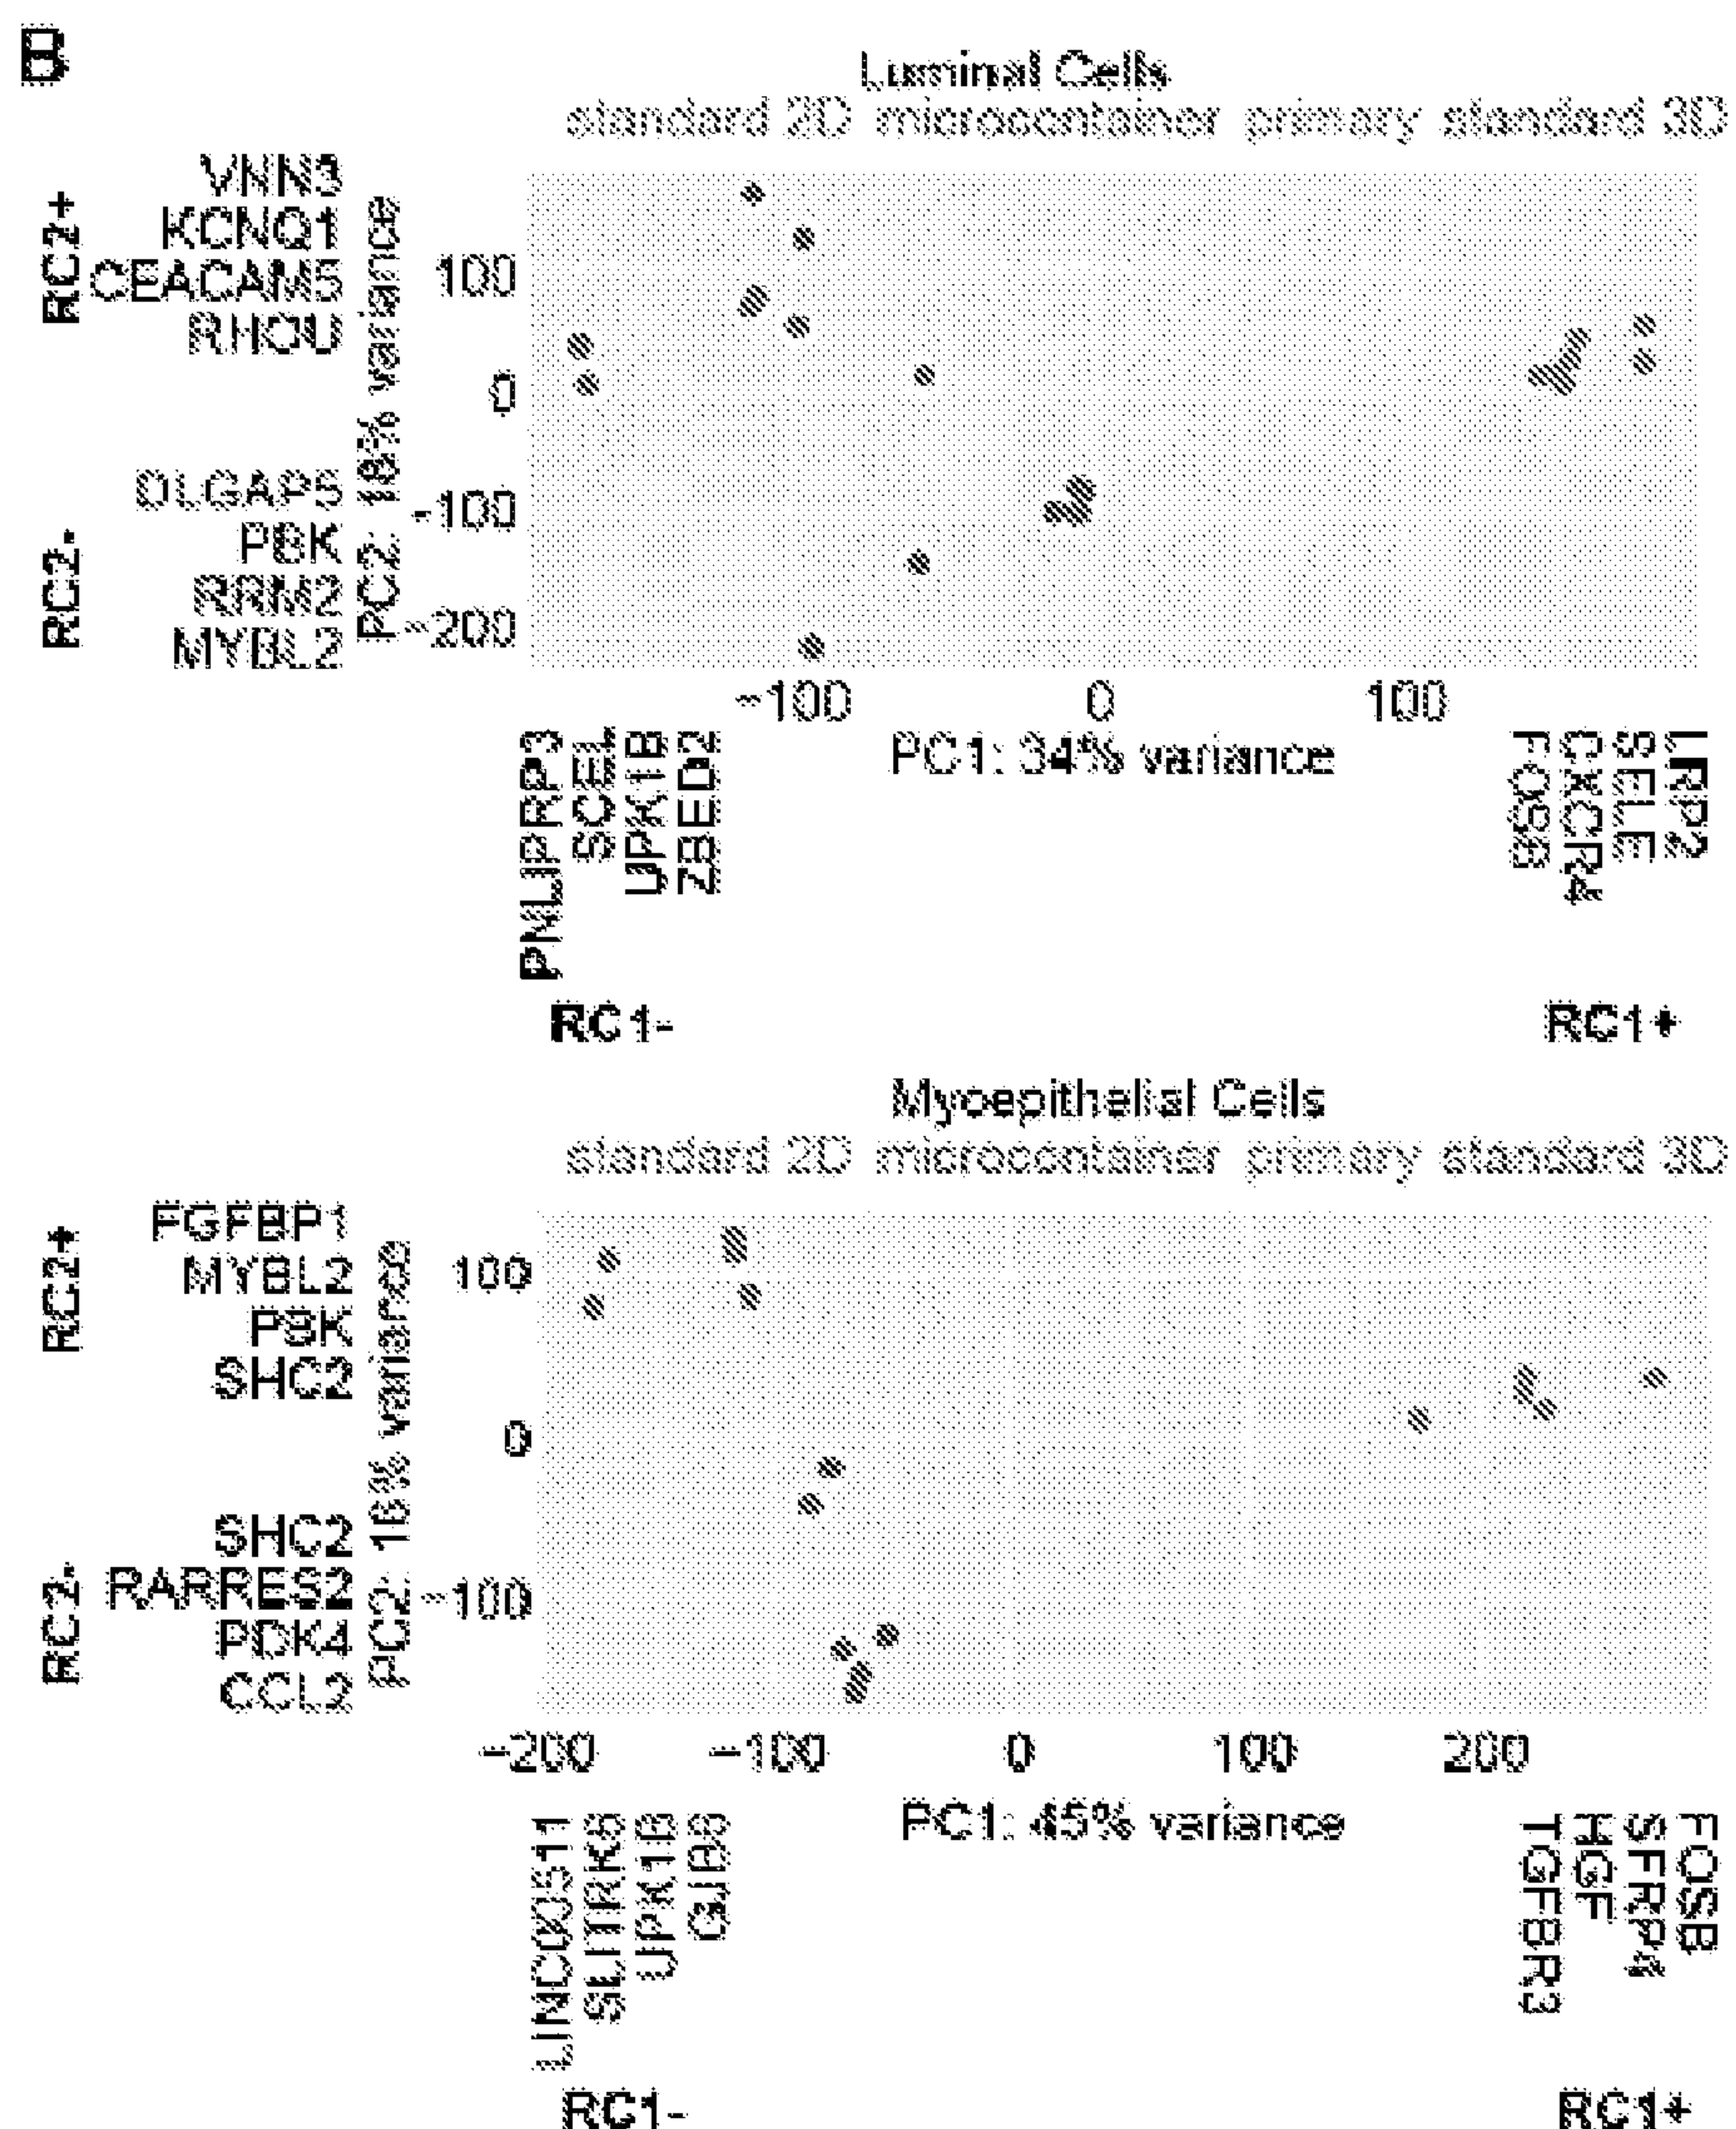 D
Luminal Cells
standard 2D microcontainer primary standard 3D
RC2+
VNN3
KCNQ1
CEACAM5
RHOU
RC2-
DLGAP5
PBK
RRM2
MYBL2
PC2: 18% variance
100
0
-100
-200
-100 0 100
PC1: 34% variance
PNLIPRP3
SCEL
UPK1B
ZBED2
LRP2
SELE
CXCR4
FOSB
RC1- RC1+
Myoepithelial Cells
standard 2D microcontainer primary standard 3D
RC2+
FGFBP1
MYBL2
PBK
SHC2
RC2-
SHC2
RARRES2
PDK4
CCL2
PC2: 16% variance
100
0
-100
-200 -100 0 100 200
PC1: 45% variance
LINC00511
SLITRK6
UPK1B
GJB6
FOSB
SFRP4
HGF
TGFBR3
RC1- RC1+